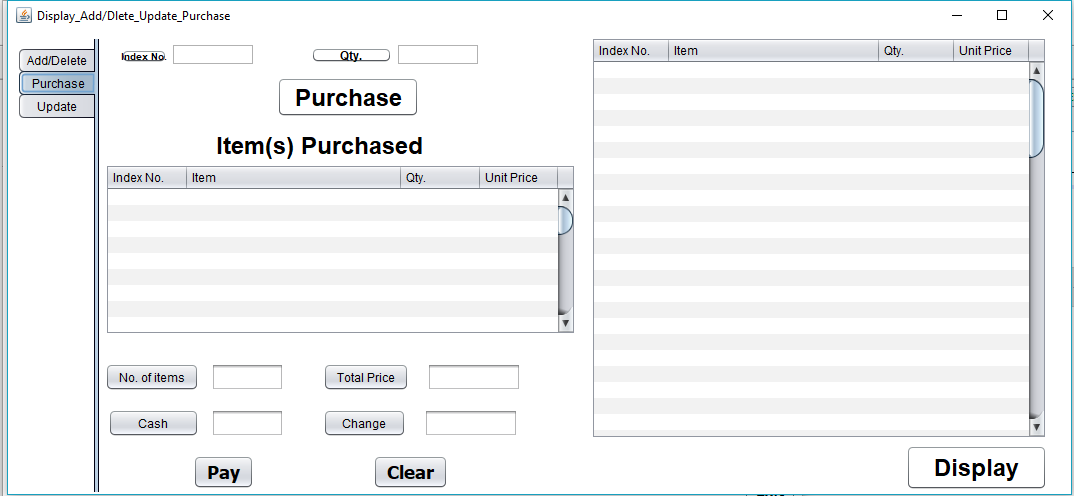 Display_Add/Dlete_Update_Purchase
Add/Delete
Purchase
Update
Index No. Qty.
Purchase
Item(s) Purchased
Index No. Item Qty. Unit Price
No. of items Total Price
Cash Change
Pay Clear
Index No. Item Qty. Unit Price
Display